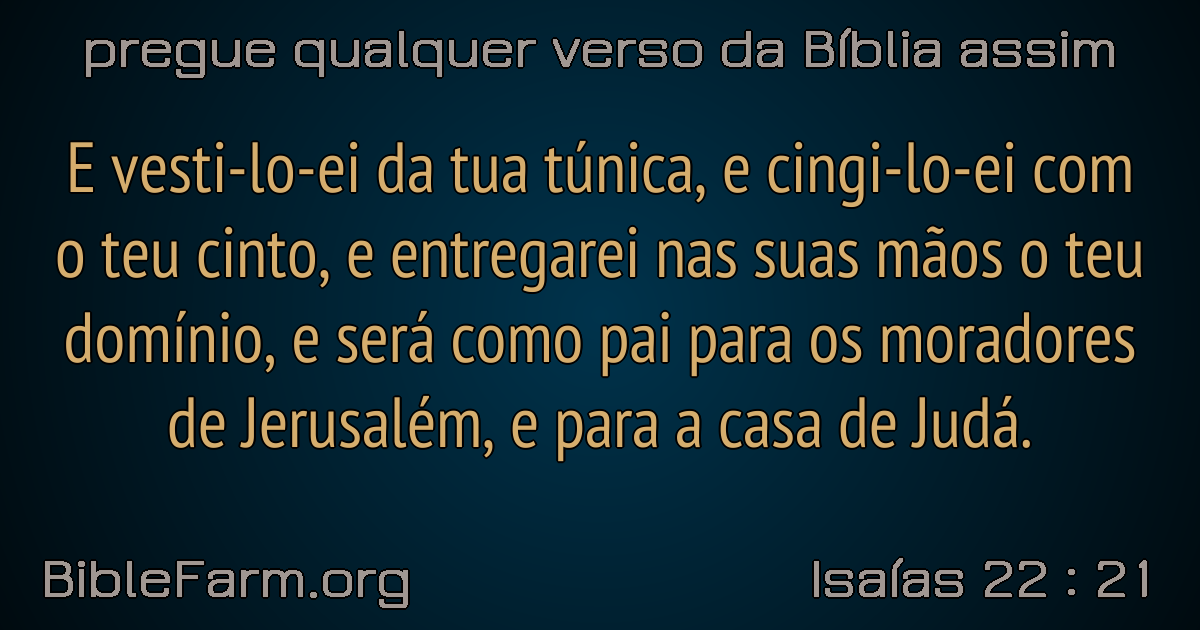 pregue qualquer verso da Bíblia assim
E vesti-lo-ei da tua túnica, e cingi-lo-ei com
o teu cinto, e entregarei nas suas mãos o teu
domínio, e será como pai para os moradores
de Jerusalém, e para a casa de Judá.
BibleFarm.org
Isaías 22 : 21